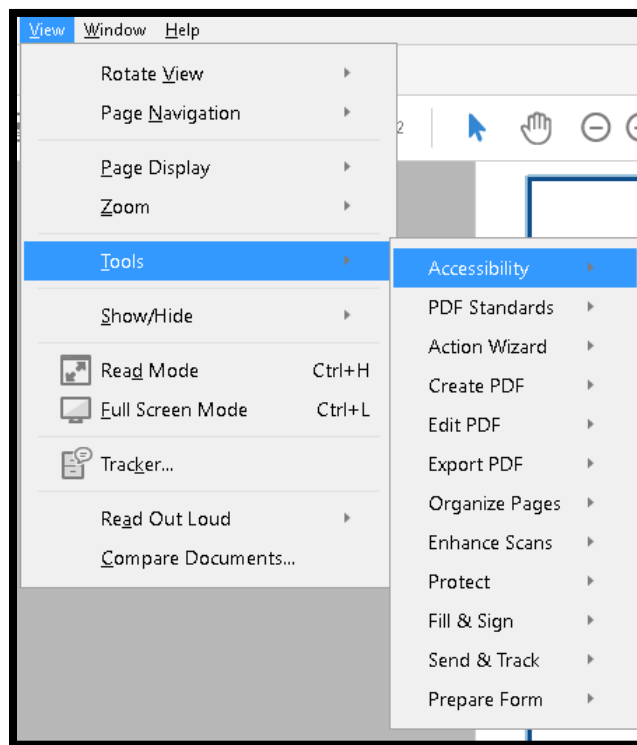 View Window Help
Rotate View
Page Navigation
2
Page Display
Zoom
Tools
Show/Hide
Read Mode Ctrl+H
Full Screen Mode Ctrl+L
Tracker...
Read Out Loud
Compare Documents...
Accessibility
PDF Standards
Action Wizard
Create PDF
Edit PDF
Export PDF
Organize Pages
Enhance Scans
Protect
Fill & Sign
Send & Track
Prepare Form